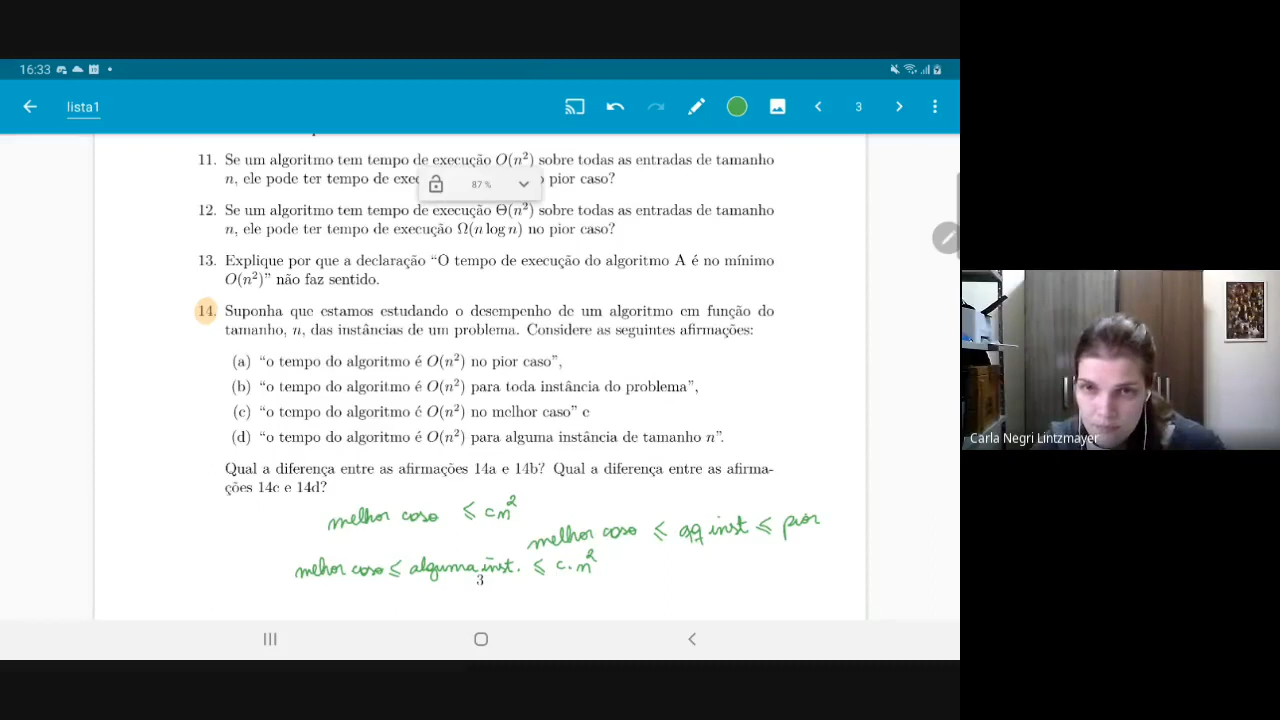 16:33
lista1
3
11. Se um algoritmo tem tempo de execução O(n²) sobre todas as entradas de tamanho
n, ele pode ter tempo de exec
87 %
pior caso?
12. Se um algoritmo tem tempo de execução Θ(n²) sobre todas as entradas de tamanho
n, ele pode ter tempo de execução Ω(n log n) no pior caso?
13. Explique por que a declaração “O tempo de execução do algoritmo A é no mínimo
O(n²)” não faz sentido.
14. Suponha que estamos estudando o desempenho de um algoritmo em função do
tamanho, n, das instâncias de um problema. Considere as seguintes afirmações:
(a) “o tempo do algoritmo é O(n²) no pior caso”,
(b) “o tempo do algoritmo é O(n²) para toda instância do problema”,
(c) “o tempo do algoritmo é O(n²) no melhor caso” e
(d) “o tempo do algoritmo é O(n²) para alguma instância de tamanho n”.
Qual a diferença entre as afirmações 14a e 14b? Qual a diferença entre as afirma-
ções 14c e 14d?
melhor caso ≤ cn²
melhor caso ≤ qq inst ≤ pior
melhor caso ≤ alguma inst. ≤ c.n²
3
Carla Negri Lintzmayer